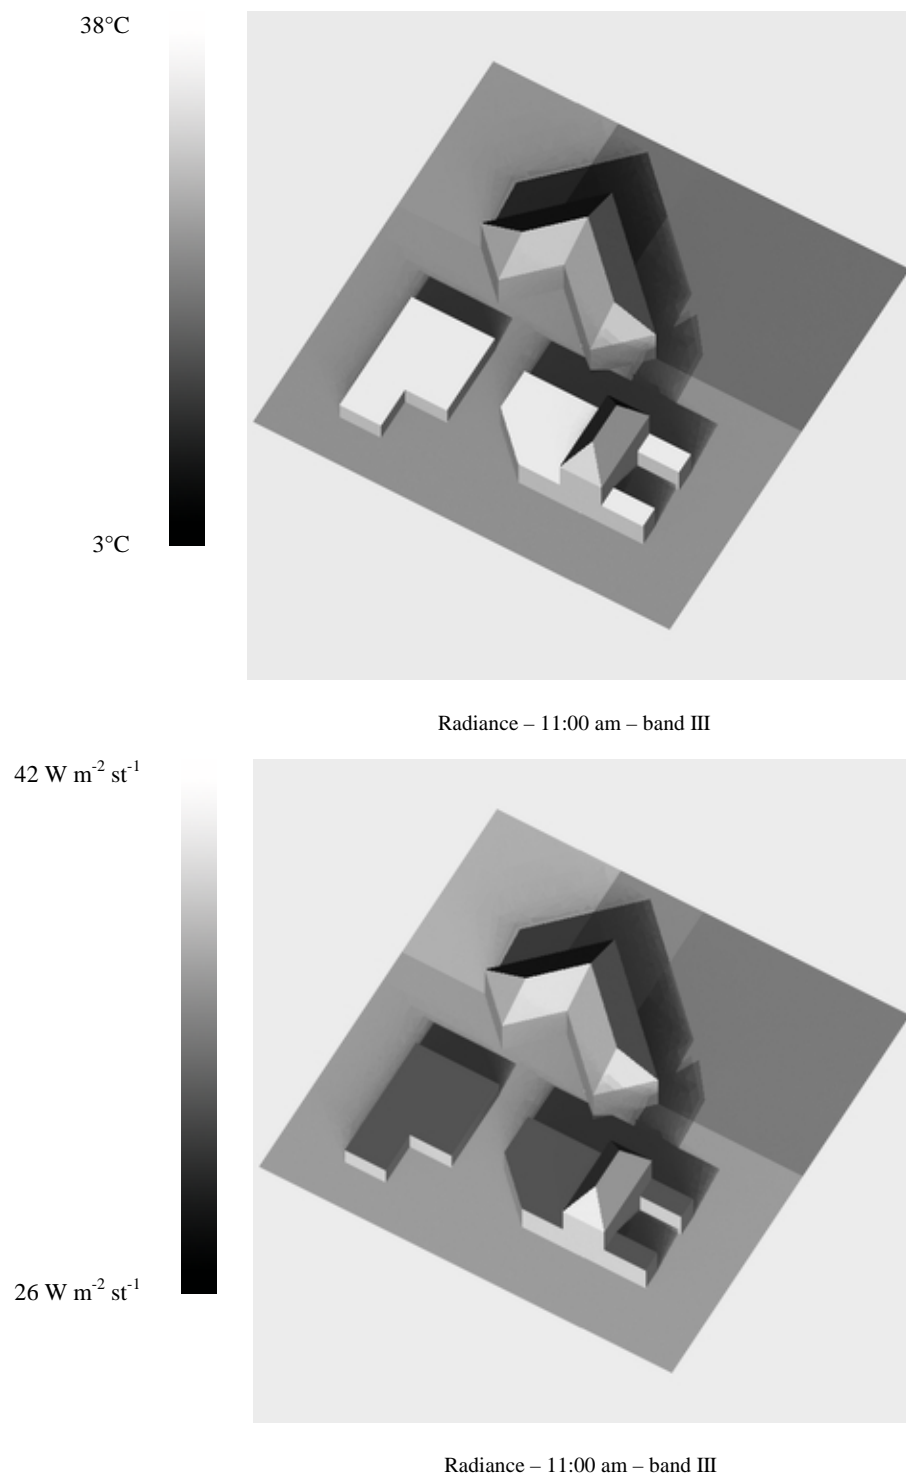 38°C
3°C
Radiance – 11:00 am – band III
42 W m-2 st-1
26 W m-2 st-1
Radiance – 11:00 am – band III